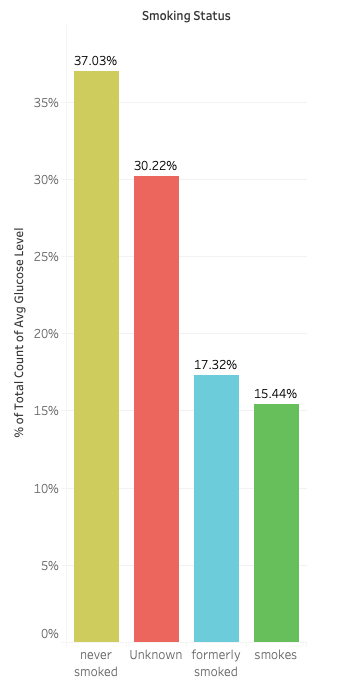 Smoking Status
37.03%
30.22%
17.32%
15.44%
35%
30%
25%
20%
15%
10%
5%
0%
% of Total Count of Avg Glucose Level
never
smoked
Unknown
formerly
smoked
smokes